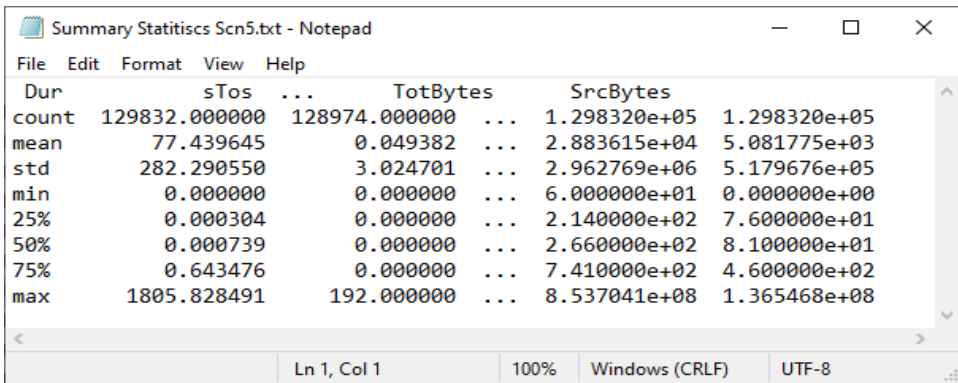 Summary Statitiscs Scn5.txt - Notepad
File Edit Format View Help
Dur sTos ... TotBytes SrcBytes
count 129832.000000 128974.000000 ... 1.298320e+05 1.298320e+05
mean 77.439645 0.049382 ... 2.883615e+04 5.081775e+03
std 282.290550 3.024701 ... 2.962769e+06 5.179676e+05
min 0.000000 0.000000 ... 6.000000e+01 0.000000e+00
25% 0.000304 0.000000 ... 2.140000e+02 7.600000e+01
50% 0.000739 0.000000 ... 2.660000e+02 8.100000e+01
75% 0.643476 0.000000 ... 7.410000e+02 4.600000e+02
max 1805.828491 192.000000 ... 8.537041e+08 1.365468e+08
Ln 1, Col 1 100% Windows (CRLF) UTF-8